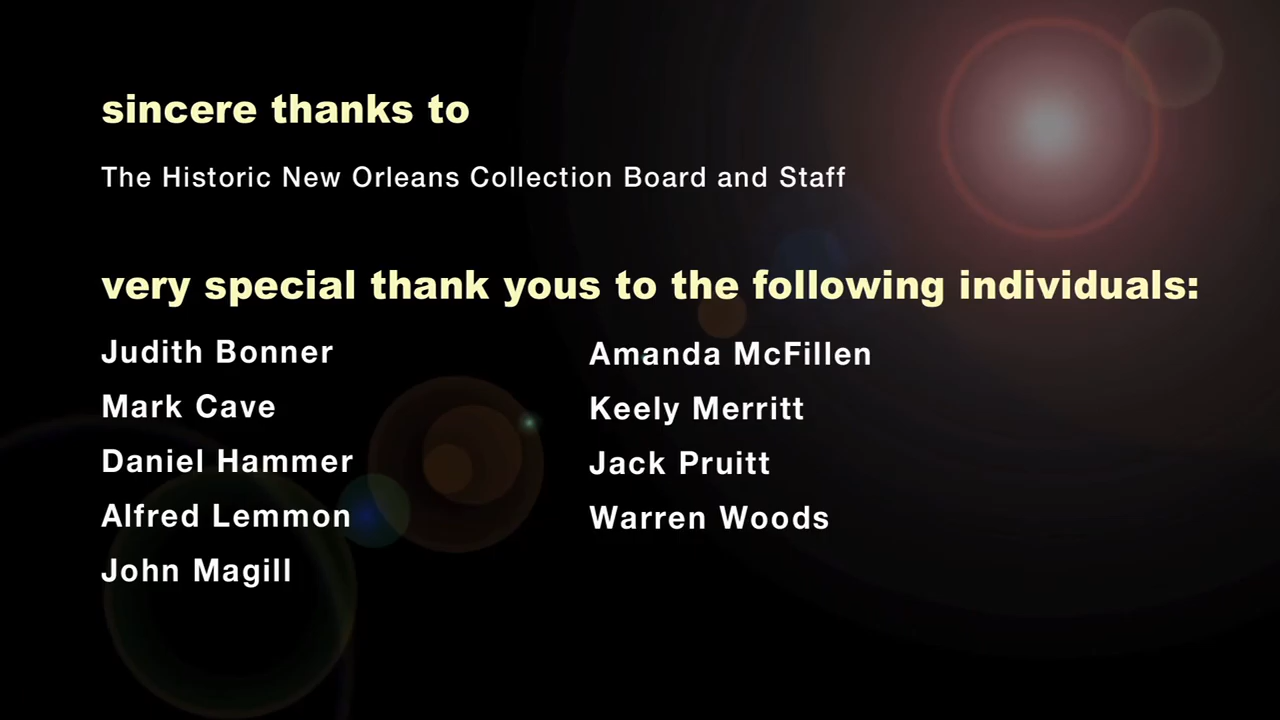 sincere thanks to
The Historic New Orleans Collection Board and Staff
very special thank yous to the following individuals:
Judith Bonner
Mark Cave
Daniel Hammer
Alfred Lemmon
John Magill
Amanda McFillen
Keely Merritt
Jack Pruitt
Warren Woods